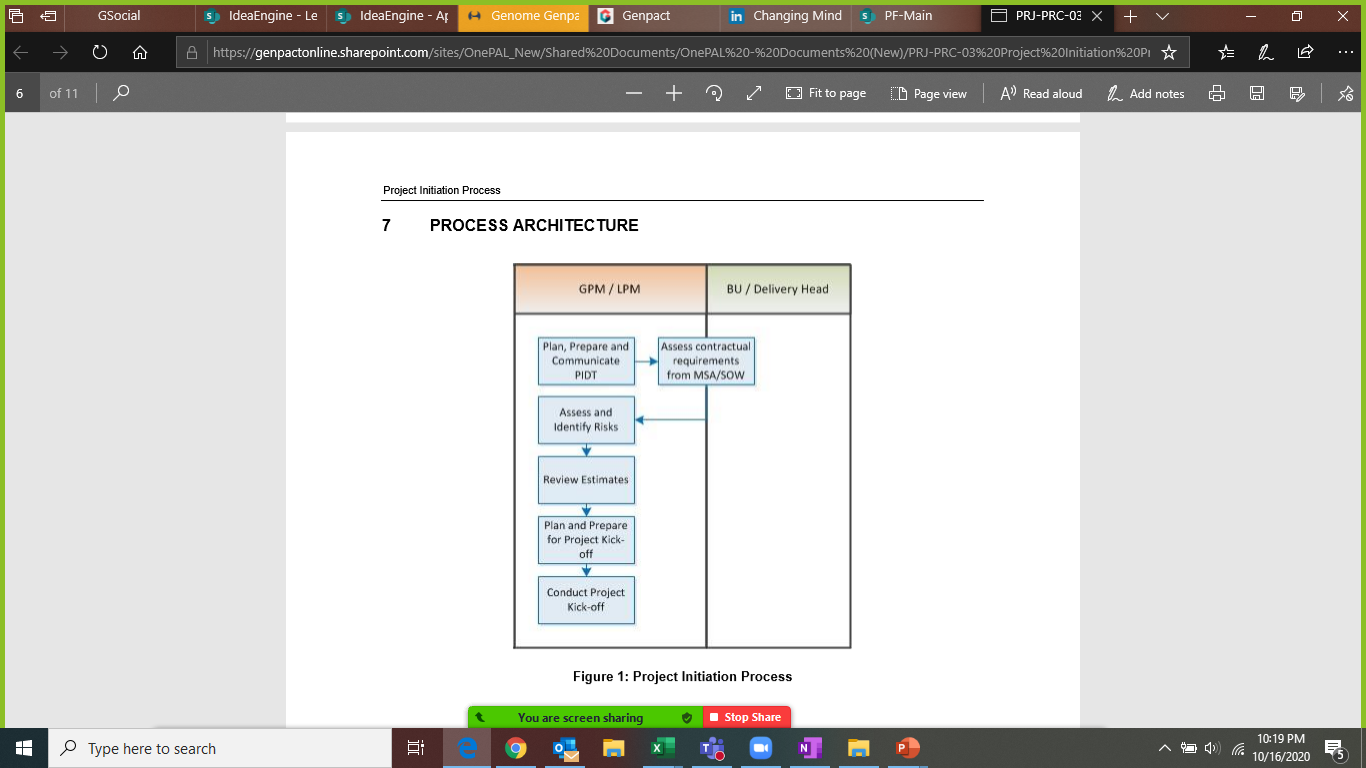 GSocial
IdeaEngine - Le
IdeaEngine - Ap
Genome Genpa
Genpact
Changing Mind
PF-Main
PRJ-PRC-03
https://genpactonline.sharepoint.com/sites/OnePAL_New/Shared%20Documents/OnePAL%20-%20Documents%20(New)/PRJ-PRC-03%20Project%20Initiation%20Pr
6 of 11
Fit to page
Page view
Read aloud
Add notes
Project Initiation Process
7 PROCESS ARCHITECTURE
GPM / LPM
BU / Delivery Head
Plan, Prepare and
Communicate
PIDT
Assess contractual
requirements
from MSA/SOW
Assess and
Identify Risks
Review Estimates
Plan and Prepare
for Project Kick-
off
Conduct Project
Kick-off
Figure 1: Project Initiation Process
You are screen sharing
Stop Share
Type here to search
10:19 PM
10/16/2020
5